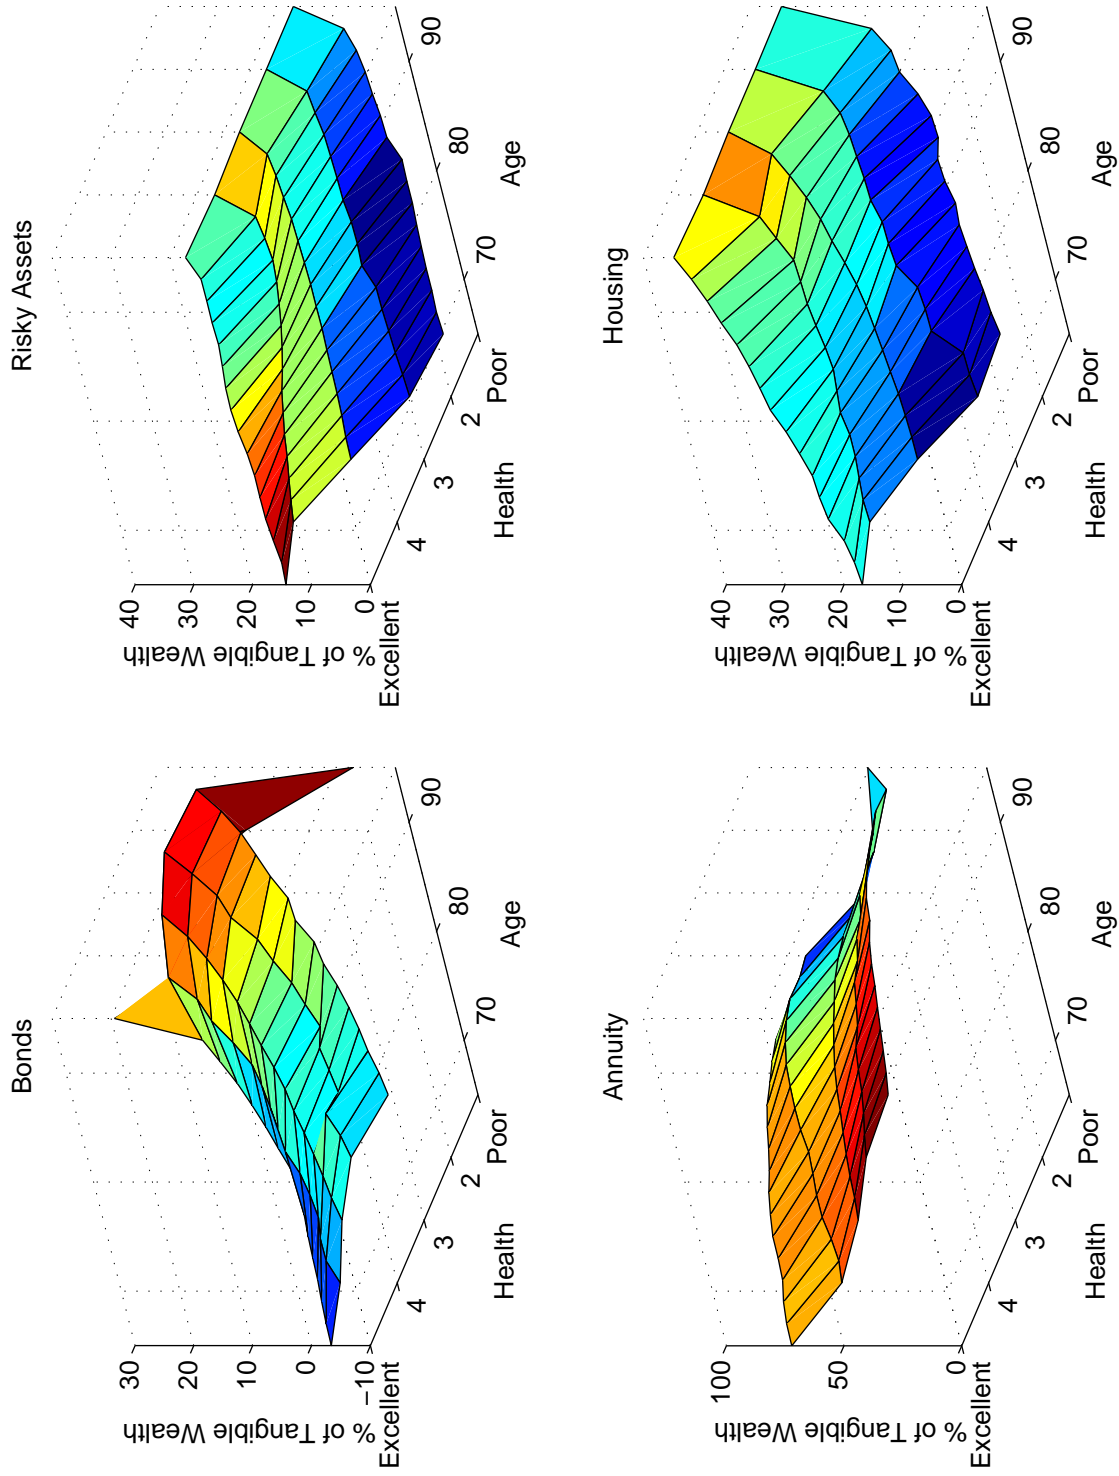 Bonds
% of Tangible Wealth
30
20
10
0
−10
Excellent
4
3
2
Poor
Health
70
80
90
Age
Risky Assets
% of Tangible Wealth
40
30
20
10
0
Excellent
4
3
2
Poor
Health
70
80
90
Age
Annuity
% of Tangible Wealth
100
50
0
Excellent
4
3
2
Poor
Health
70
80
90
Age
Housing
% of Tangible Wealth
40
30
20
10
0
Excellent
4
3
2
Poor
Health
70
80
90
Age